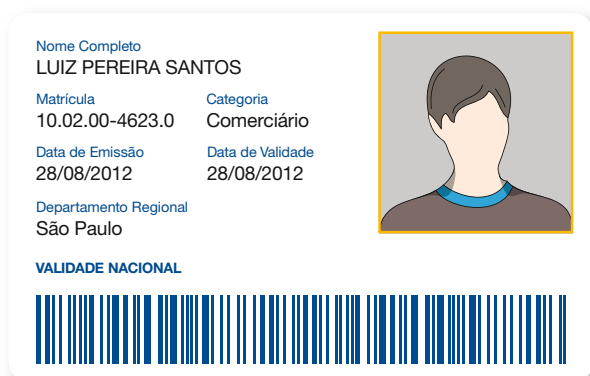 Nome Completo
LUIZ PEREIRA SANTOS
Matrícula Categoria
10.02.00-4623.0 Comerciário
Data de Emissão Data de Validade
28/08/2012 28/08/2012
Departamento Regional
São Paulo
VALIDADE NACIONAL